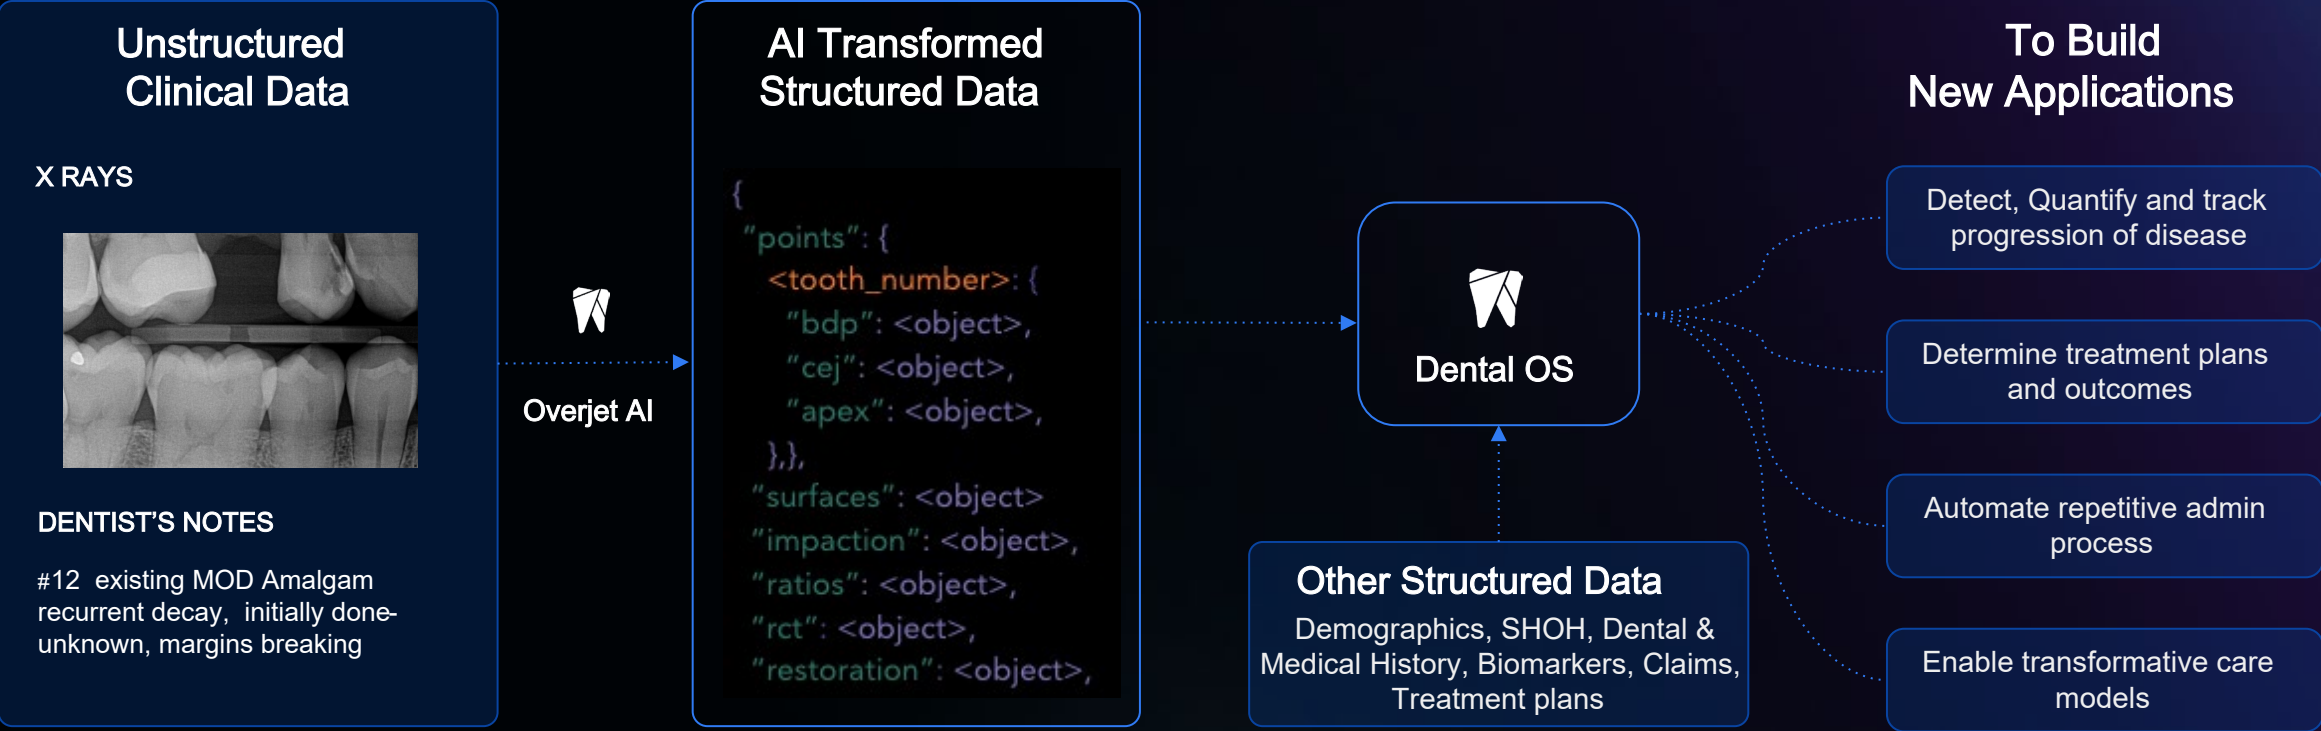 Unstructured
Clinical Data
X RAYS
DENTIST’S NOTES
#12 existing MOD Amalgam
recurrent decay, initially done-
unknown, margins breaking
Overjet AI
AI Transformed
Structured Data
{
“points”: {
<tooth_number>: {
“bdp”: <object>,
“cej”: <object>,
“apex”: <object>,
},},
“surfaces”: <object>
“impaction”: <object>,
“ratios”: <object>,
“rct”: <object>,
“restoration”: <object>,
Dental OS
Other Structured Data
Demographics, SHOH, Dental &
Medical History, Biomarkers, Claims,
Treatment plans
To Build
New Applications
Detect, Quantify and track
progression of disease
Determine treatment plans
and outcomes
Automate repetitive admin
process
Enable transformative care
models